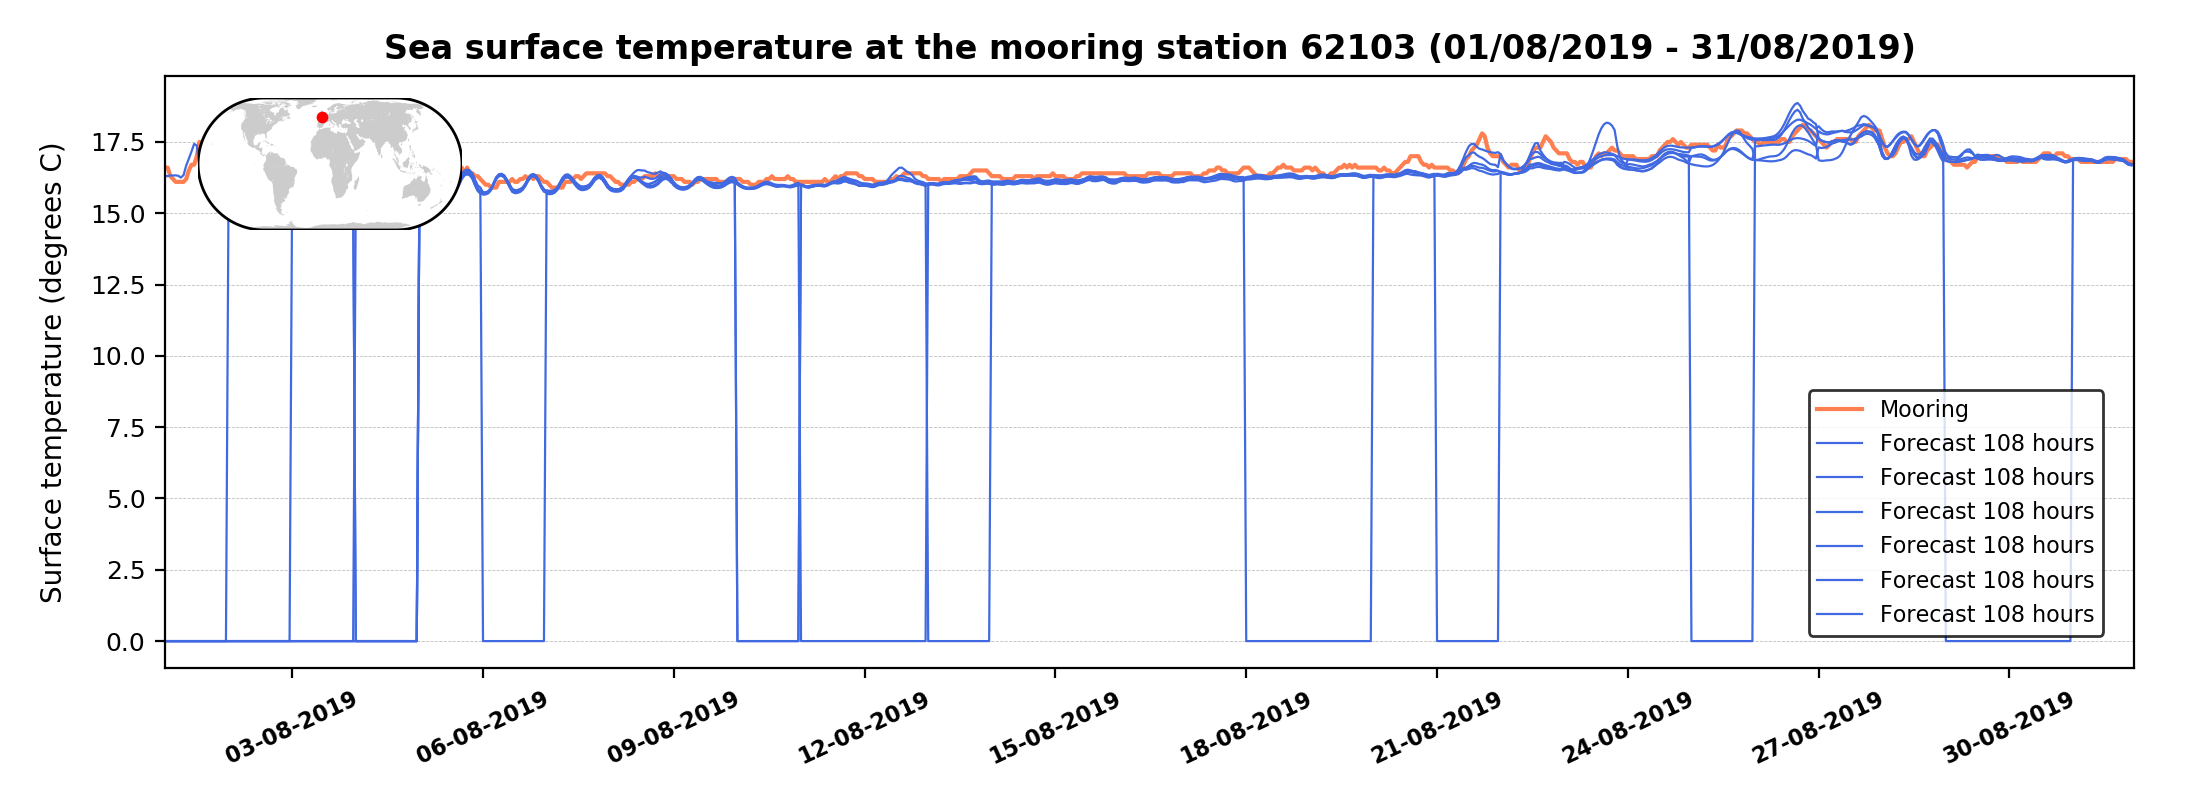 Sea surface temperature at the mooring station 62103 (01/08/2019 - 31/08/2019)
Surface temperature (degrees C)
17.5
15.0
12.5
10.0
7.5
5.0
2.5
0.0
Mooring
Forecast 108 hours
Forecast 108 hours
Forecast 108 hours
Forecast 108 hours
Forecast 108 hours
Forecast 108 hours
03-08-2019
06-08-2019
09-08-2019
12-08-2019
15-08-2019
18-08-2019
21-08-2019
24-08-2019
27-08-2019
30-08-2019